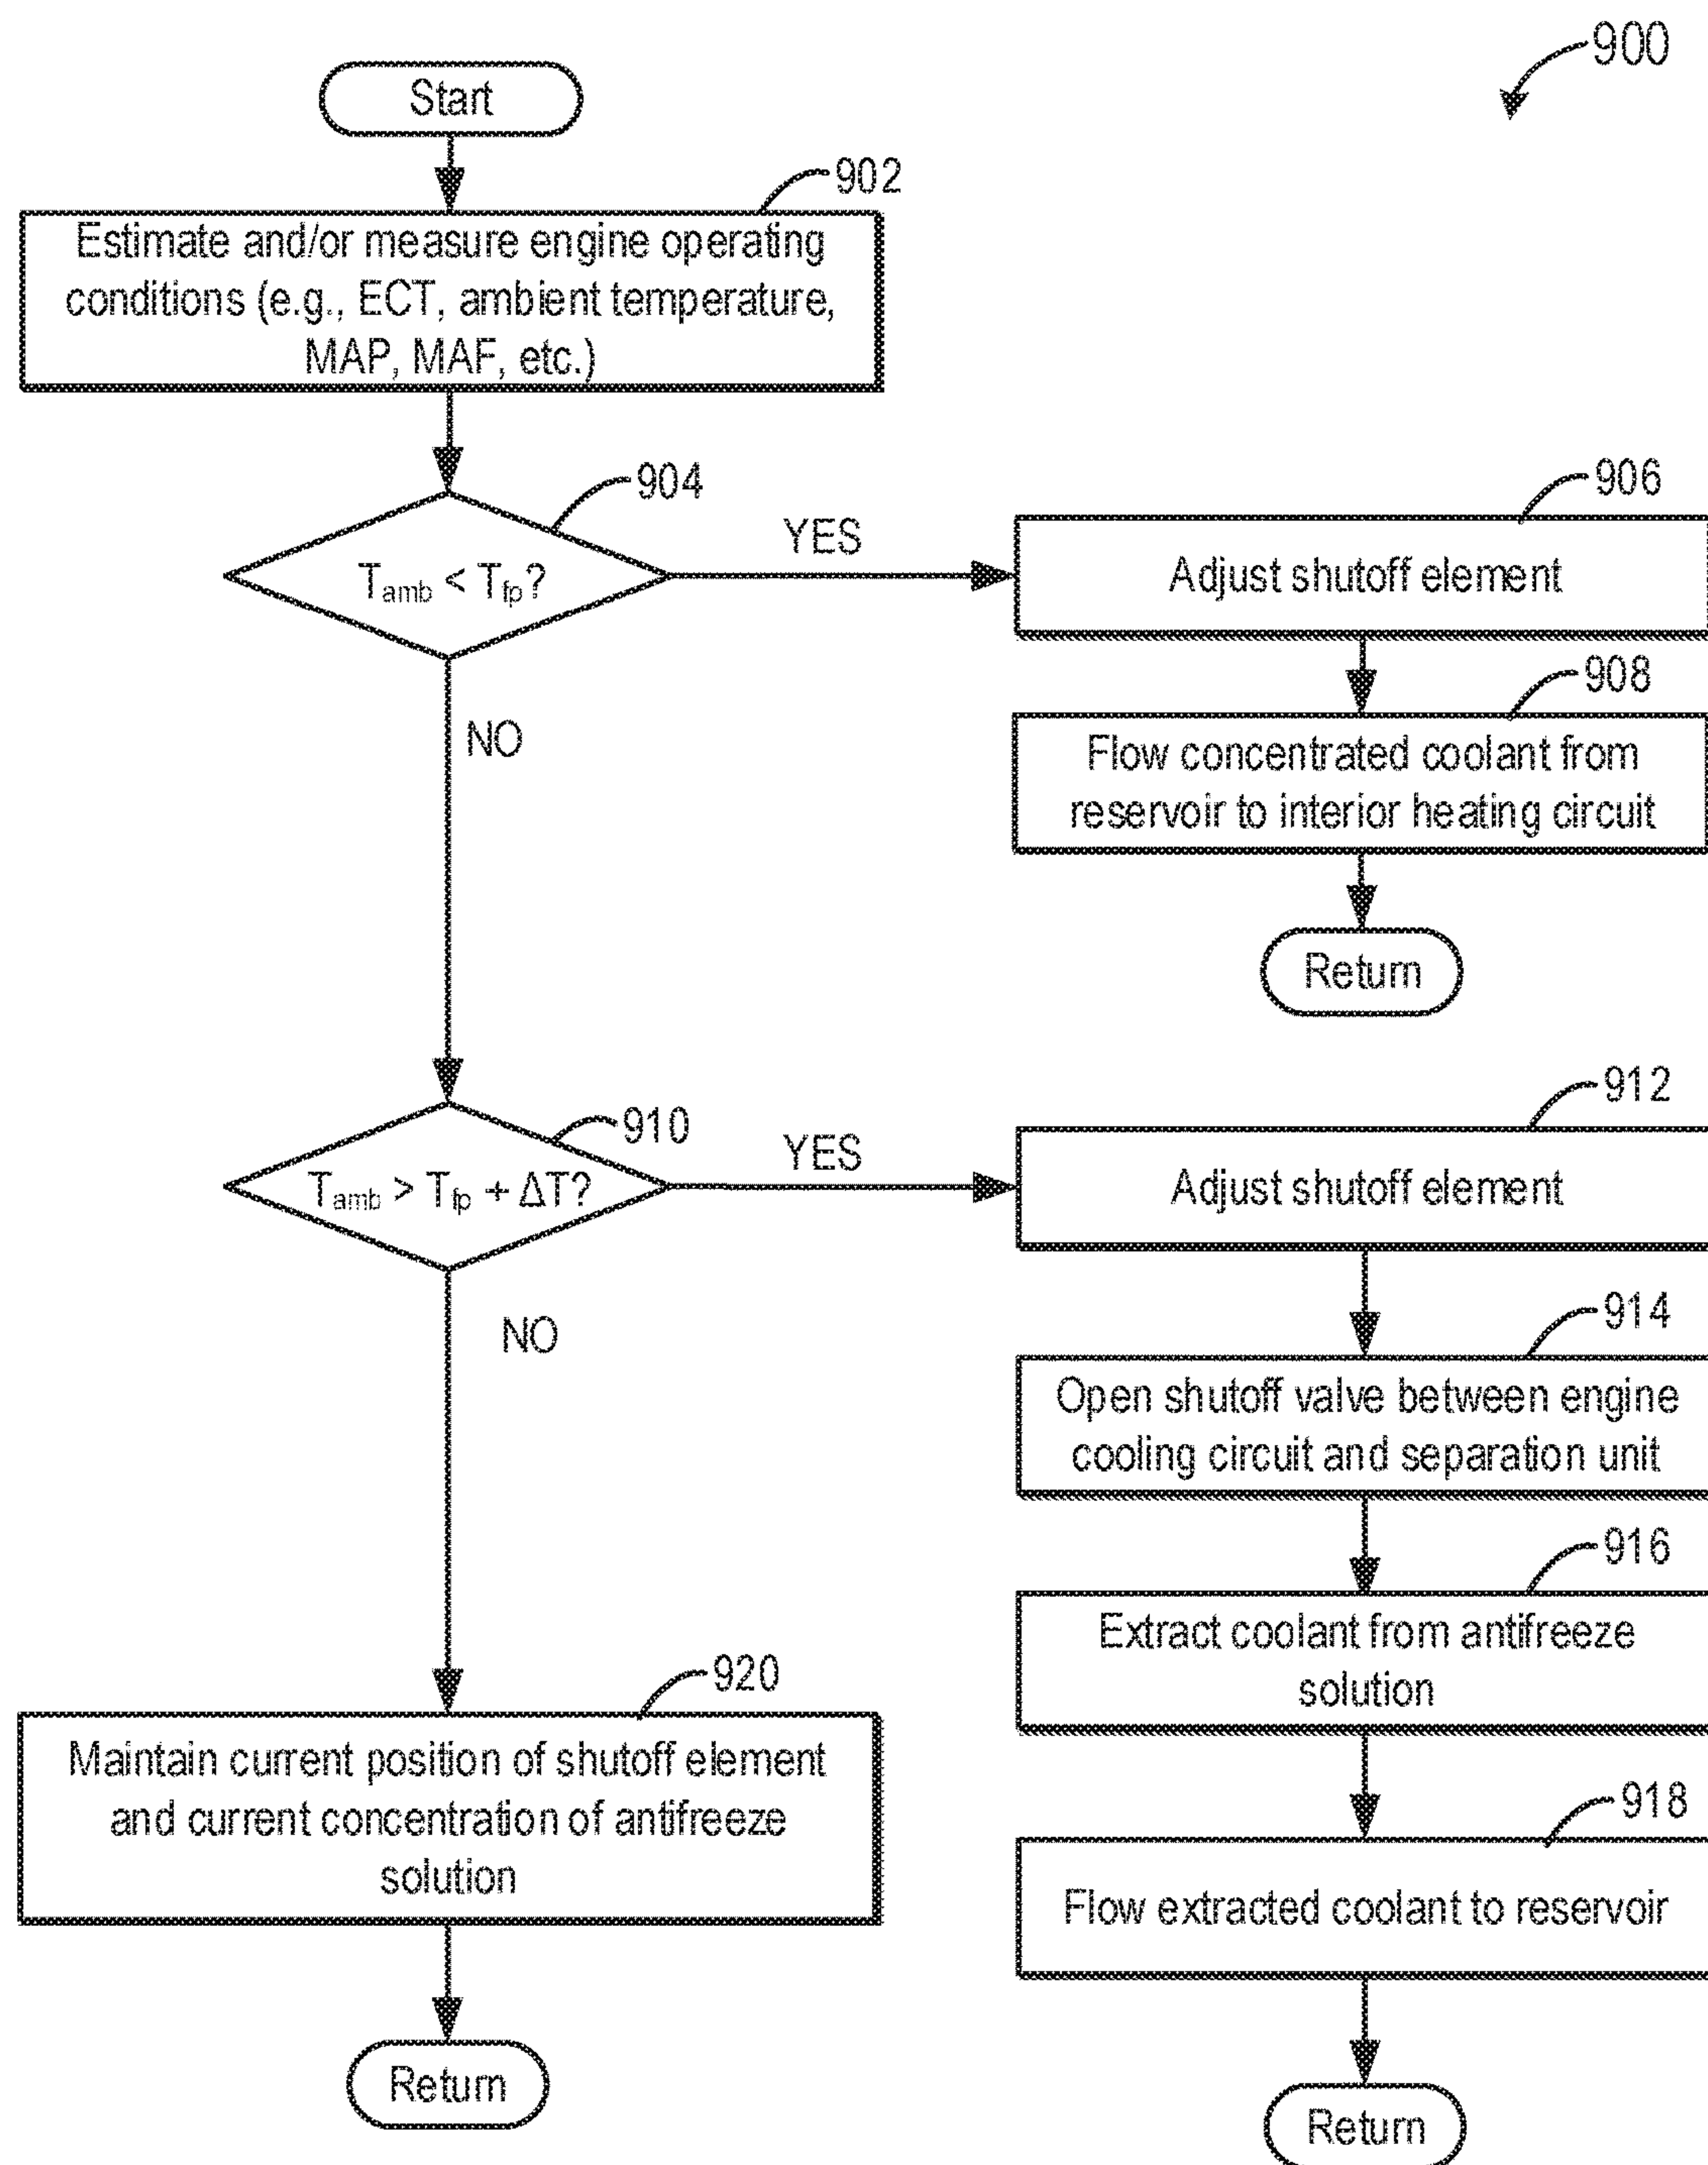 900
Start
902
Estimate and/or measure engine operating
conditions (e.g., ECT, ambient temperature,
MAP, MAF, etc.)
904
T_amb < T_fp?
YES
NO
906
Adjust shutoff element
908
Flow concentrated coolant from
reservoir to interior heating circuit
Return
910
T_amb > T_fp + ΔT?
YES
NO
912
Adjust shutoff element
914
Open shutoff valve between engine
cooling circuit and separation unit
916
Extract coolant from antifreeze
solution
918
Flow extracted coolant to reservoir
Return
920
Maintain current position of shutoff element
and current concentration of antifreeze
solution
Return